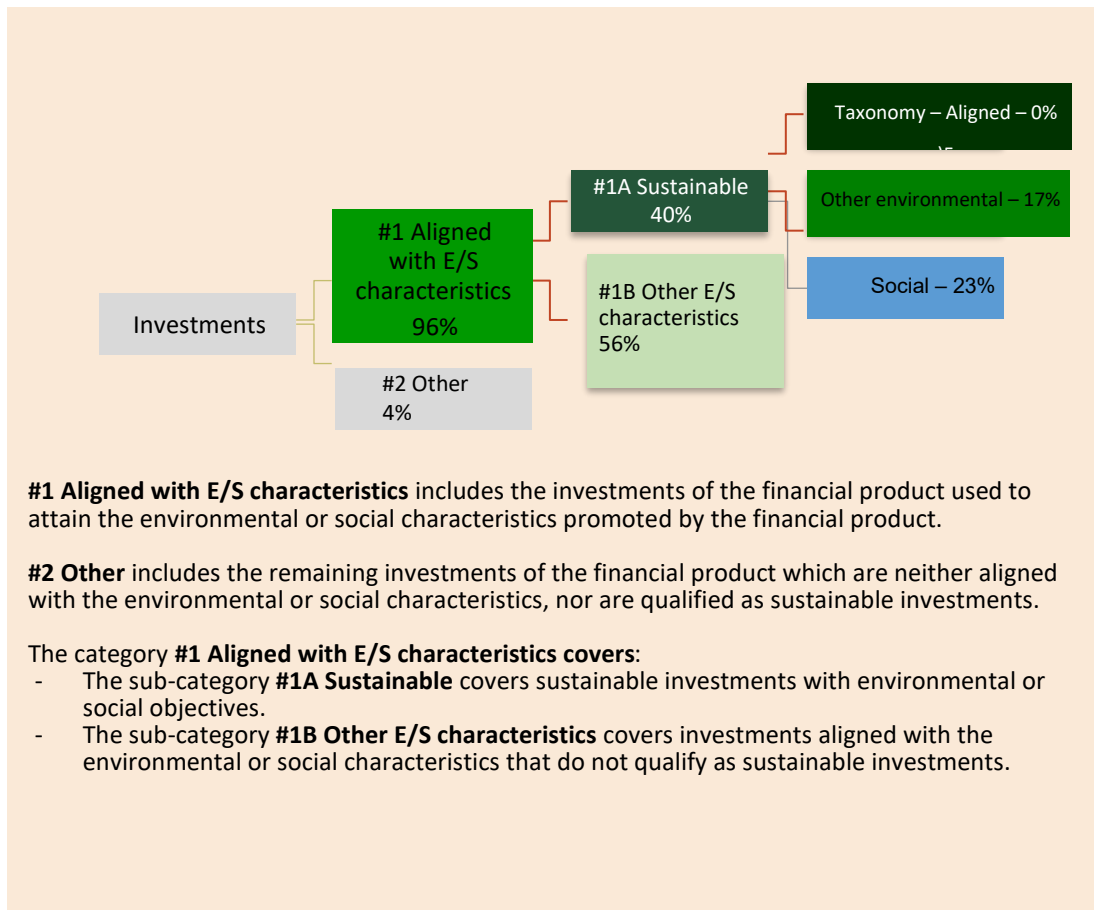 Taxonomy – Aligned – 0%
#1A Sustainable
40%
Other environmental – 17%
#1 Aligned
with E/S
characteristics
96%
Social – 23%
#1B Other E/S
characteristics
56%
Investments
#2 Other
4%
#1 Aligned with E/S characteristics includes the investments of the financial product used to
attain the environmental or social characteristics promoted by the financial product.
#2 Other includes the remaining investments of the financial product which are neither aligned
with the environmental or social characteristics, nor are qualified as sustainable investments.
The category #1 Aligned with E/S characteristics covers:
- The sub-category #1A Sustainable covers sustainable investments with environmental or
social objectives.
- The sub-category #1B Other E/S characteristics covers investments aligned with the
environmental or social characteristics that do not qualify as sustainable investments.